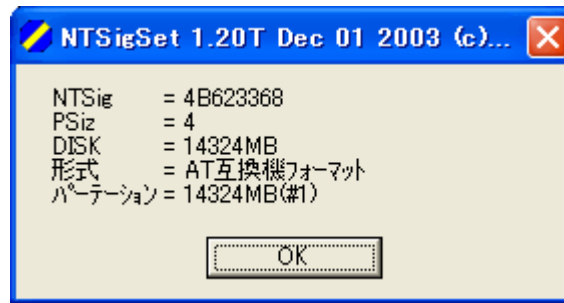 NTSigSet 1.20T Dec 01 2003 (c)...
NTSig = 4B623368
PSiz = 4
DISK = 14324MB
形式 = AT互換機フォーマット
パーテーション = 14324MB(#1)
OK